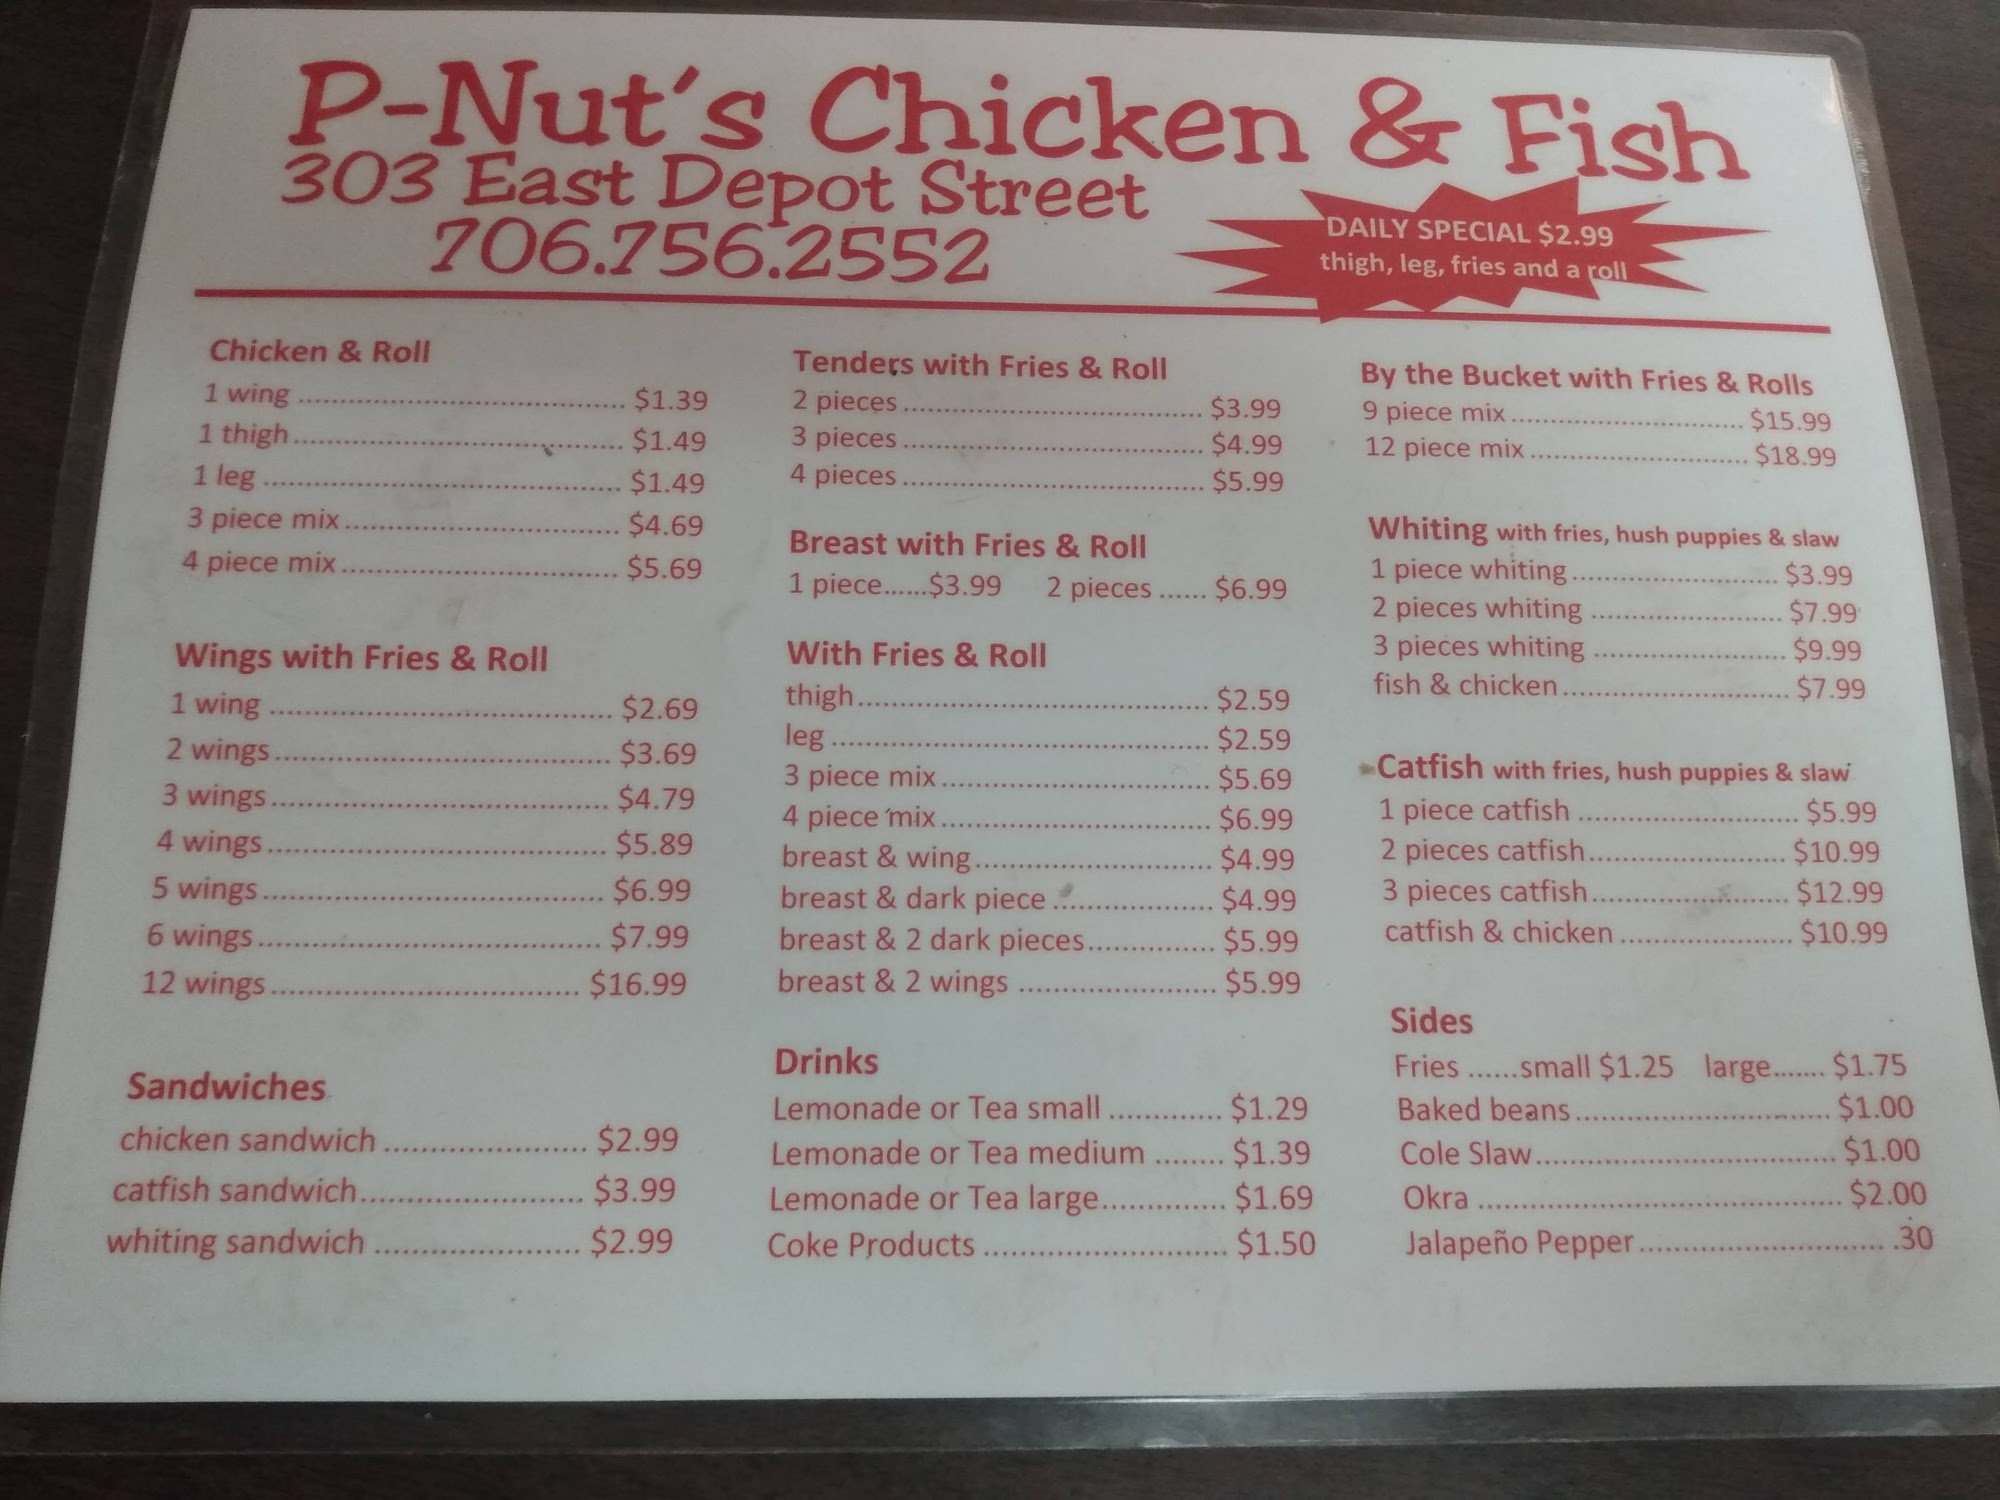 P-Nut's Chicken & Fish
303 East Depot Street
706.756.2552
DAILY SPECIAL $2.99
thigh, leg, fries and a roll
Chicken & Roll
1 wing ........ $1.39
1 thigh ........ $1.49
1 leg ........ $1.49
3 piece mix ........ $4.69
4 piece mix ........ $5.69
Wings with Fries & Roll
1 wing ........ $2.69
2 wings ........ $3.69
3 wings ........ $4.79
4 wings ........ $5.89
5 wings ........ $6.99
6 wings ........ $7.99
12 wings ........ $16.99
Sandwiches
chicken sandwich ........ $2.99
catfish sandwich ........ $3.99
whiting sandwich ........ $2.99
Tenders with Fries & Roll
2 pieces ........ $3.99
3 pieces ........ $4.99
4 pieces ........ $5.99
Breast with Fries & Roll
1 piece......$3.99 2 pieces ...... $6.99
With Fries & Roll
thigh ........ $2.59
leg ........ $2.59
3 piece mix ........ $5.69
4 piece mix ........ $6.99
breast & wing ........ $4.99
breast & dark piece ........ $4.99
breast & 2 dark pieces ........ $5.99
breast & 2 wings ........ $5.99
Drinks
Lemonade or Tea small ........ $1.29
Lemonade or Tea medium ........ $1.39
Lemonade or Tea large ........ $1.69
Coke Products ........ $1.50
By the Bucket with Fries & Rolls
9 piece mix ........ $15.99
12 piece mix ........ $18.99
Whiting with fries, hush puppies & slaw
1 piece whiting ........ $3.99
2 pieces whiting ........ $7.99
3 pieces whiting ........ $9.99
fish & chicken ........ $7.99
Catfish with fries, hush puppies & slaw
1 piece catfish ........ $5.99
2 pieces catfish ........ $10.99
3 pieces catfish ........ $12.99
catfish & chicken ........ $10.99
Sides
Fries ......small $1.25 large....... $1.75
Baked beans ........ $1.00
Cole Slaw ........ $1.00
Okra ........ $2.00
Jalapeño Pepper ........ .30